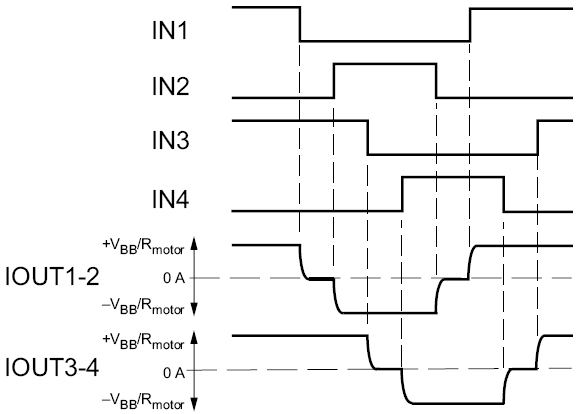 IN1
IN2
IN3
IN4
+VBB/Rmotor
IOUT1-2
0 A
–VBB/Rmotor
+VBB/Rmotor
IOUT3-4
0 A
–VBB/Rmotor